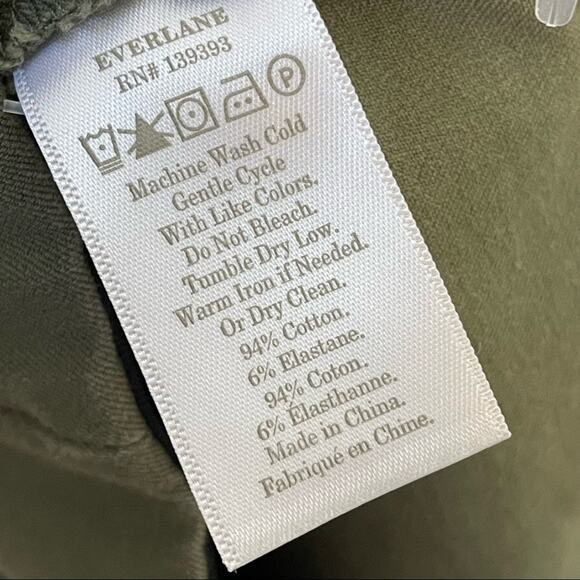 EVERLANE
RN# 139393
P
Machine Wash Cold
Gentle Cycle
With Like Colors.
Do Not Bleach.
Tumble Dry Low.
Warm Iron if Needed.
Or Dry Clean.
94% Cotton.
6% Elastane.
94% Coton.
6% Élasthanne.
Made in China.
Fabriqué en Chine.